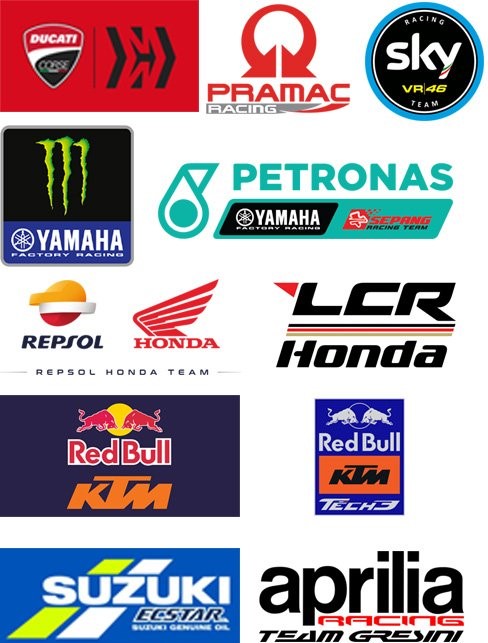 DUCATI
CORSE
PRAMAC
RACING
RACING
sky
VR|46
TEAM
YAMAHA
FACTORY RACING
PETRONAS
YAMAHA
FACTORY RACING
SEPANG
RACING TEAM
REPSOL
HONDA
REPSOL HONDA TEAM
LCR
Honda
Red Bull
KTM
Red Bull
KTM
TECH3
SUZUKI
ECSTAR
SUZUKI GENUINE OIL
aprilia
RACING
TEAM GRESINI